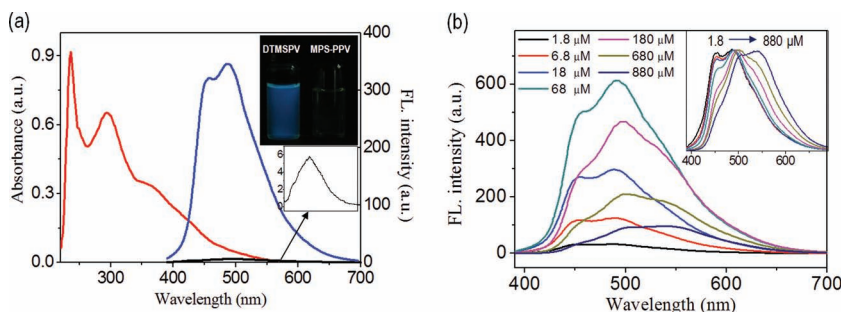 (a)
DTMSPV MPS-PPV
Absorbance (a.u.)
0.9
0.6
0.3
0.0
300 400 500 600 700
Wavelength (nm)
FL. intensity (a.u.)
400
300
200
100
0
6
4
2
0
(b)
FL. intensity (a.u.)
600
400
200
0
400 500 600 700
Wavelength (nm)
1.8 µM 180 µM
6.8 µM 680 µM
18 µM 880 µM
68 µM
1.8 880 µM
400 500 600